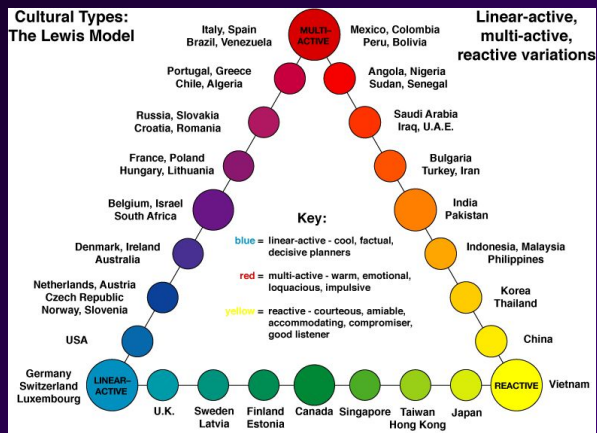 Cultural Types:
The Lewis Model
Linear-active,
multi-active,
reactive variations
MULTI-
ACTIVE
Italy, Spain
Brazil, Venezuela
Mexico, Colombia
Peru, Bolivia
Portugal, Greece
Chile, Algeria
Angola, Nigeria
Sudan, Senegal
Russia, Slovakia
Croatia, Romania
Saudi Arabia
Iraq, U.A.E.
France, Poland
Hungary, Lithuania
Bulgaria
Turkey, Iran
Belgium, Israel
South Africa
India
Pakistan
Key:
blue = linear-active - cool, factual,
decisive planners
red = multi-active - warm, emotional,
loquacious, impulsive
yellow = reactive - courteous, amiable,
accommodating, compromiser,
good listener
Denmark, Ireland
Australia
Indonesia, Malaysia
Philippines
Netherlands, Austria
Czech Republic
Norway, Slovenia
Korea
Thailand
USA
China
Germany
Switzerland
Luxembourg
LINEAR-
ACTIVE
REACTIVE
Vietnam
U.K.
Sweden
Latvia
Finland
Estonia
Canada
Singapore
Taiwan
Hong Kong
Japan